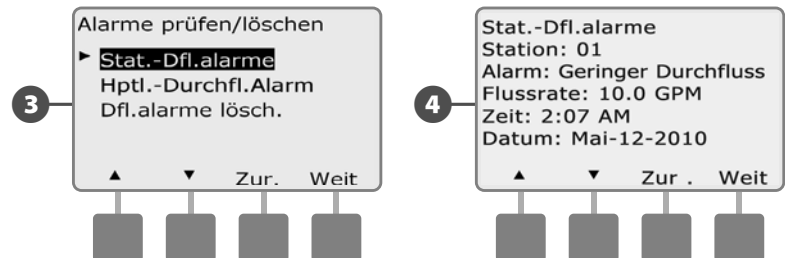 3
Alarme prüfen/löschen
► Stat.-Dfl.alarme
Hptl.-Durchfl.Alarm
Dfl.alarme lösch.
▲ ▼ Zur. Weit
4
Stat.-Dfl.alarme
Station: 01
Alarm: Geringer Durchfluss
Flussrate: 10.0 GPM
Zeit: 2:07 AM
Datum: Mai-12-2010
▲ ▼ Zur . Weit